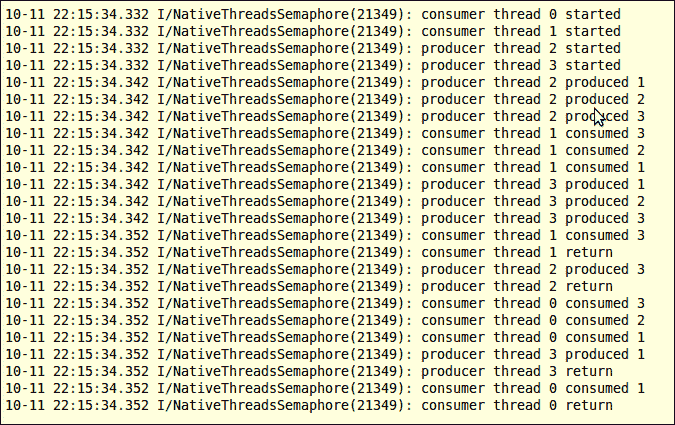 10-11 22:15:34.332 I/NativeThreadsSemaphore(21349): consumer thread 0 started
10-11 22:15:34.332 I/NativeThreadsSemaphore(21349): consumer thread 1 started
10-11 22:15:34.332 I/NativeThreadsSemaphore(21349): producer thread 2 started
10-11 22:15:34.332 I/NativeThreadsSemaphore(21349): producer thread 3 started
10-11 22:15:34.342 I/NativeThreadsSemaphore(21349): producer thread 2 produced 1
10-11 22:15:34.342 I/NativeThreadsSemaphore(21349): producer thread 2 produced 2
10-11 22:15:34.342 I/NativeThreadsSemaphore(21349): producer thread 2 produced 3
10-11 22:15:34.342 I/NativeThreadsSemaphore(21349): consumer thread 1 consumed 3
10-11 22:15:34.342 I/NativeThreadsSemaphore(21349): consumer thread 1 consumed 2
10-11 22:15:34.342 I/NativeThreadsSemaphore(21349): consumer thread 1 consumed 1
10-11 22:15:34.342 I/NativeThreadsSemaphore(21349): producer thread 3 produced 1
10-11 22:15:34.342 I/NativeThreadsSemaphore(21349): producer thread 3 produced 2
10-11 22:15:34.342 I/NativeThreadsSemaphore(21349): producer thread 3 produced 3
10-11 22:15:34.352 I/NativeThreadsSemaphore(21349): consumer thread 1 consumed 3
10-11 22:15:34.352 I/NativeThreadsSemaphore(21349): consumer thread 1 return
10-11 22:15:34.352 I/NativeThreadsSemaphore(21349): producer thread 2 produced 3
10-11 22:15:34.352 I/NativeThreadsSemaphore(21349): producer thread 2 return
10-11 22:15:34.352 I/NativeThreadsSemaphore(21349): consumer thread 0 consumed 3
10-11 22:15:34.352 I/NativeThreadsSemaphore(21349): consumer thread 0 consumed 2
10-11 22:15:34.352 I/NativeThreadsSemaphore(21349): consumer thread 0 consumed 1
10-11 22:15:34.352 I/NativeThreadsSemaphore(21349): producer thread 3 produced 1
10-11 22:15:34.352 I/NativeThreadsSemaphore(21349): producer thread 3 return
10-11 22:15:34.352 I/NativeThreadsSemaphore(21349): consumer thread 0 consumed 1
10-11 22:15:34.352 I/NativeThreadsSemaphore(21349): consumer thread 0 return